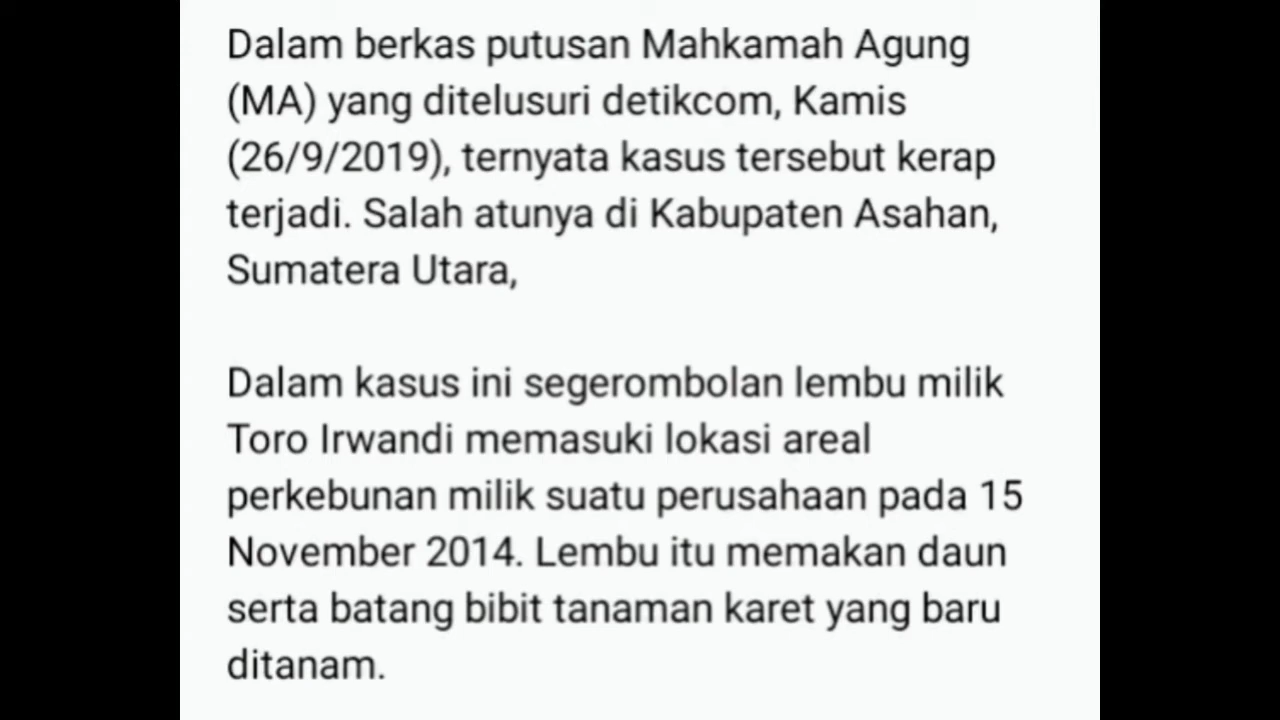 Dalam berkas putusan Mahkamah Agung
(MA) yang ditelusuri detikcom, Kamis
(26/9/2019), ternyata kasus tersebut kerap
terjadi. Salah atunya di Kabupaten Asahan,
Sumatera Utara,
Dalam kasus ini segerombolan lembu milik
Toro Irwandi memasuki lokasi areal
perkebunan milik suatu perusahaan pada 15
November 2014. Lembu itu memakan daun
serta batang bibit tanaman karet yang baru
ditanam.